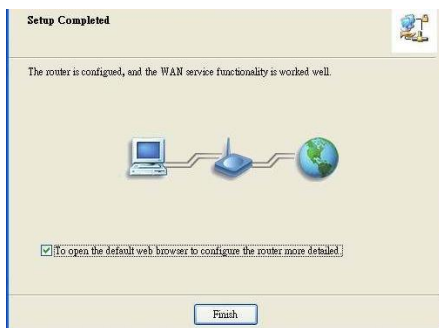 Setup Completed
The router is configued, and the WAN service functionality is worked well.
To open the default web browser to configure the router more detailed.
Finish